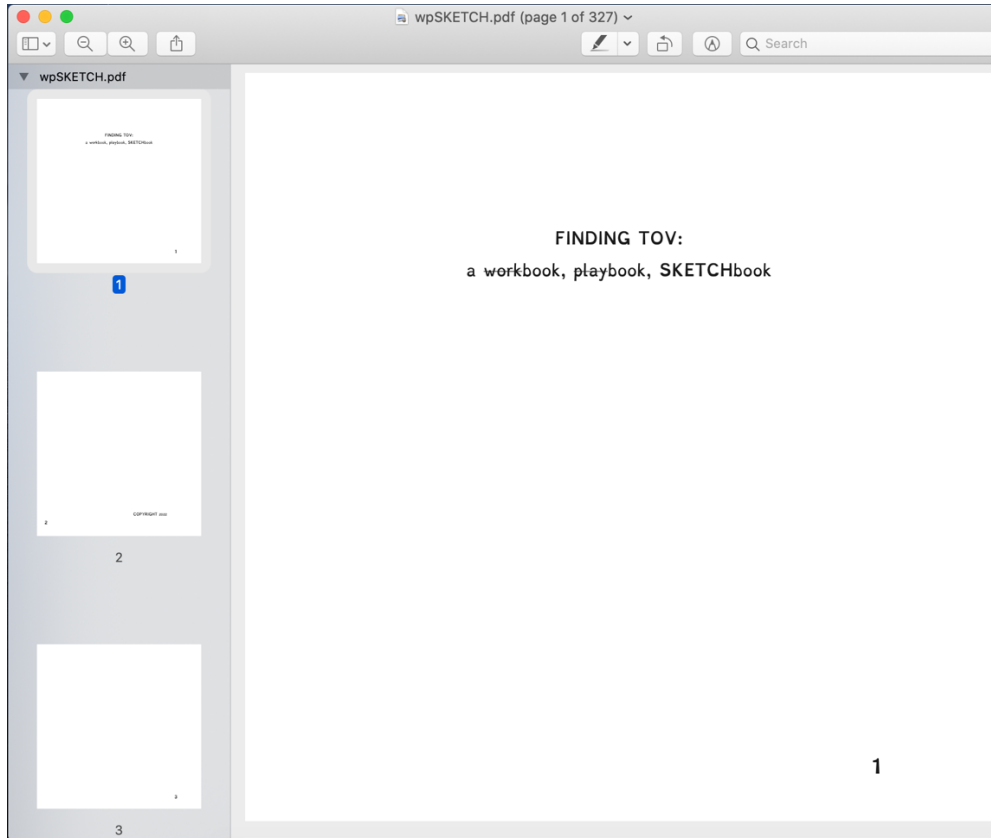 wpSKETCH.pdf (page 1 of 327)
Search
wpSKETCH.pdf
FINDING TOV:
a workbook, playbook, SKETCHbook
1
1
2
COPYRIGHT
2
3
3
FINDING TOV:
a workbook, playbook, SKETCHbook
1